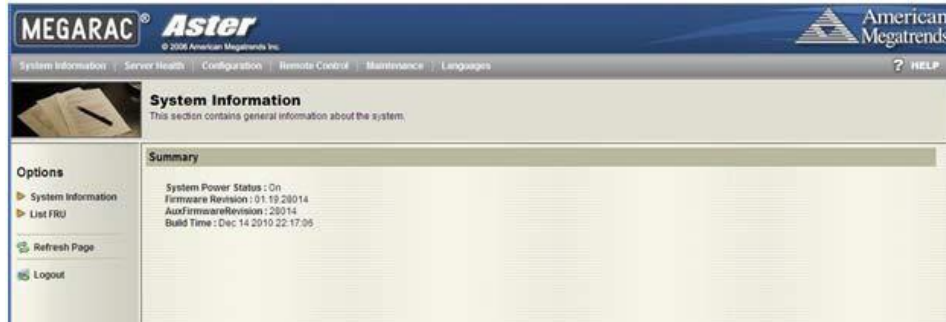 MEGARAC® Aster
© 2006 American Megatrends Inc.
American
Megatrends
System Information | Server Health | Configuration | Remote Control | Maintenance | Languages
? HELP
System Information
This section contains general information about the system.
Options
System Information
List FRU
Refresh Page
Logout
Summary
System Power Status : On
Firmware Revision : 01.19.28014
AuxFirmwareRevision : 28014
Build Time : Dec 14 2010 22:17:06